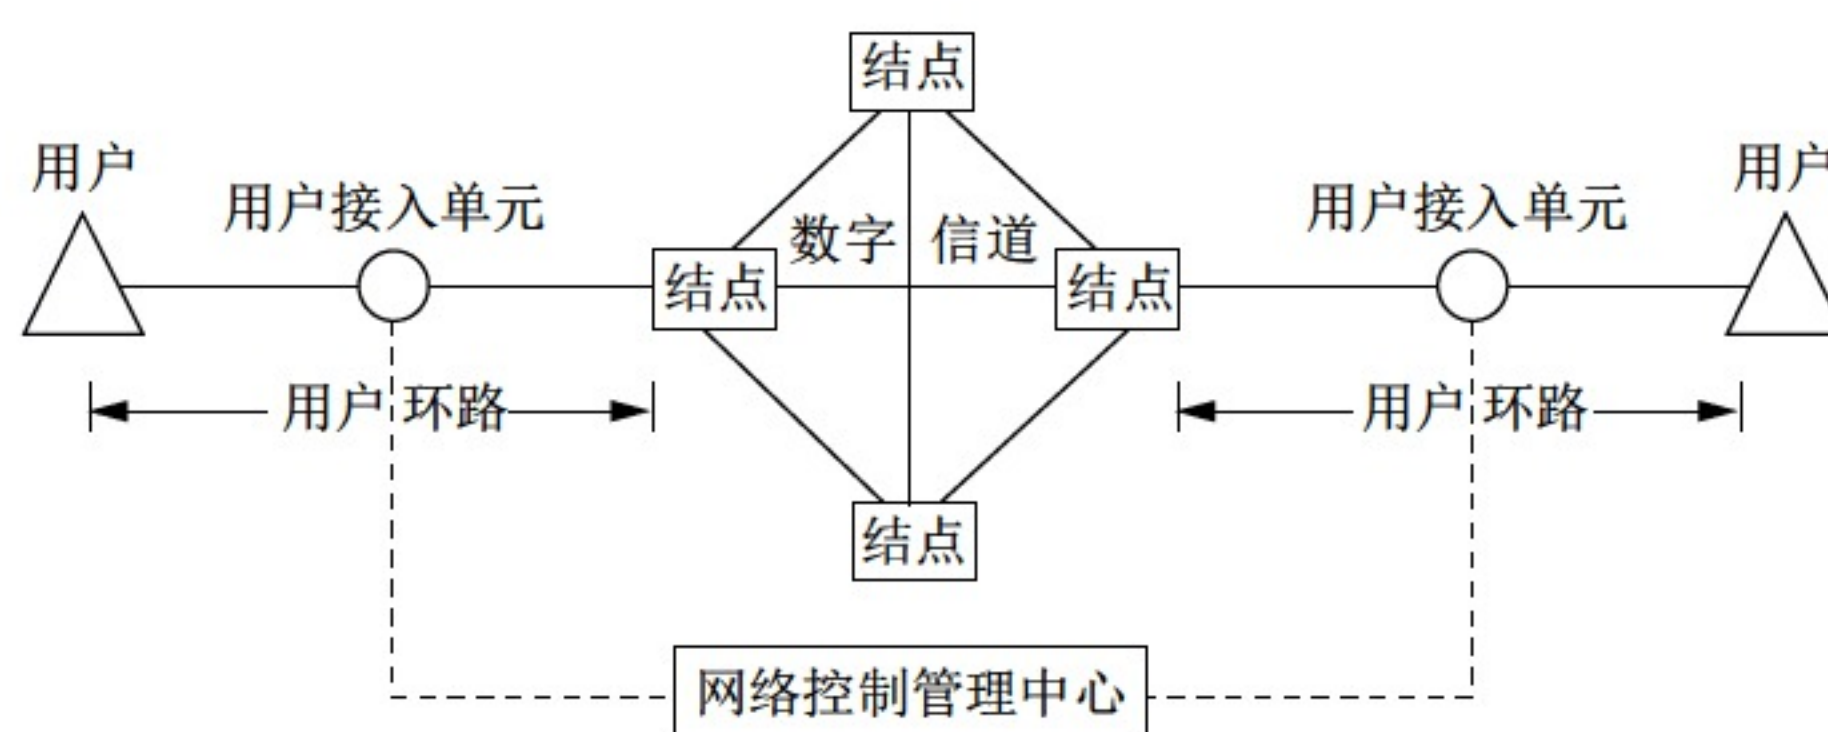 结点
用户
用户
用户接入单元
用户接入单元
数字 信道
结点
结点
用户 环路
用户 环路
结点
网络控制管理中心